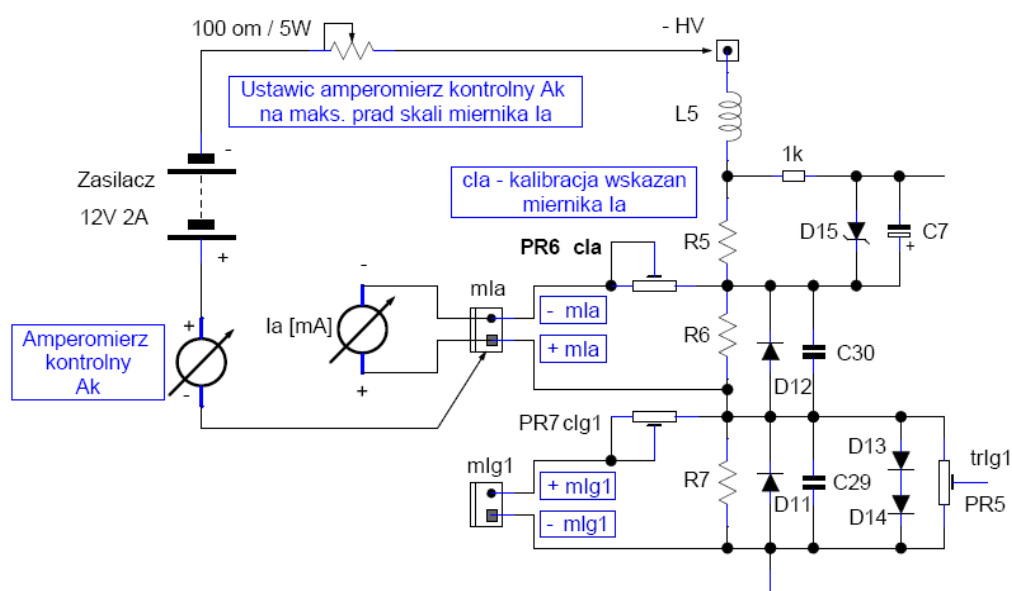 100 om / 5W
- HV
Ustawic amperomierz kontrolny Ak
na maks. prad skali miernika Ia
L5
1k
-
Zasilacz
12V 2A
+
cIa - kalibracja wskazan
miernika Ia
R5
D15
C7
+
PR6 cIa
-
mIa
- mIa
Ia [mA]
+ mIa
+
R6
D12
C30
+
Amperomierz
kontrolny
Ak
-
PR7 cIg1
mIg1
+ mIg1
- mIg1
R7
D11
C29
D13
D14
trIg1
PR5